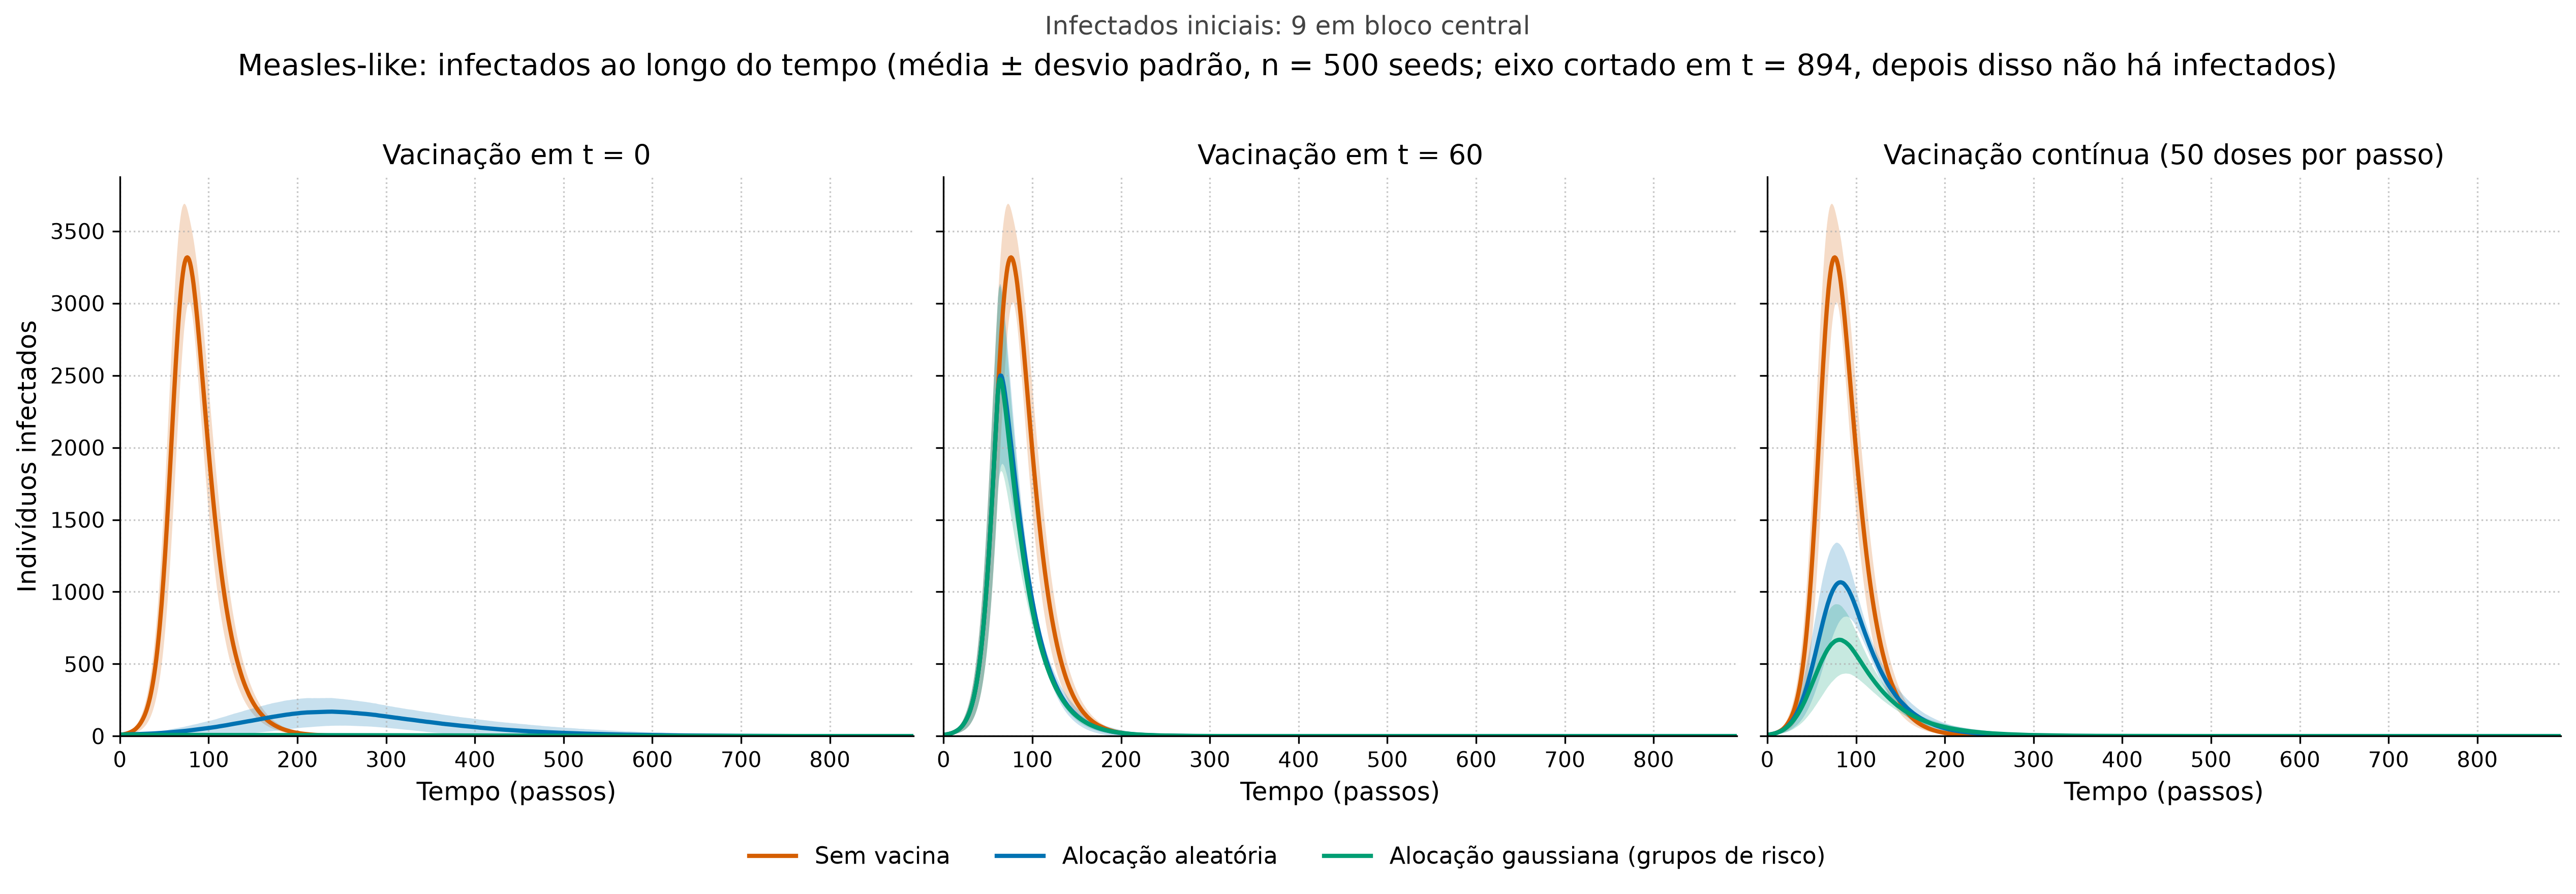 Infectados iniciais: 9 em bloco central
Measles-like: infectados ao longo do tempo (média ± desvio padrão, n = 500 seeds; eixo cortado em t = 894, depois disso não há infectados)
Vacinação em t = 0
Vacinação em t = 60
Vacinação contínua (50 doses por passo)
Indivíduos infectados
3500
3000
2500
2000
1500
1000
500
0
0 100 200 300 400 500 600 700 800
0 100 200 300 400 500 600 700 800
0 100 200 300 400 500 600 700 800
Tempo (passos)
Tempo (passos)
Tempo (passos)
Sem vacina
Alocação aleatória
Alocação gaussiana (grupos de risco)